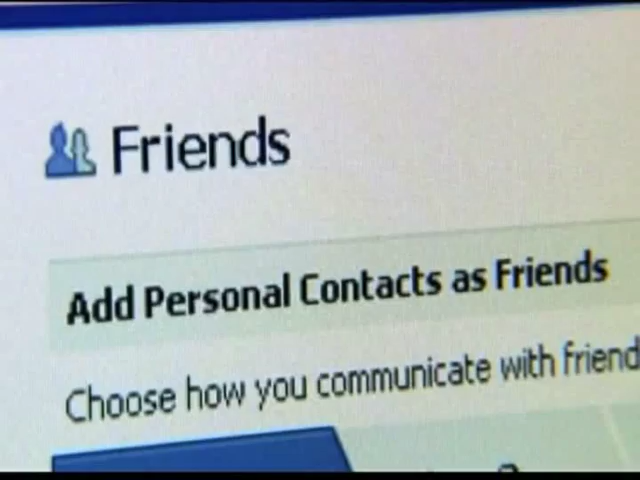 Friends
Add Personal Contacts as Friends
Choose how you communicate with friend